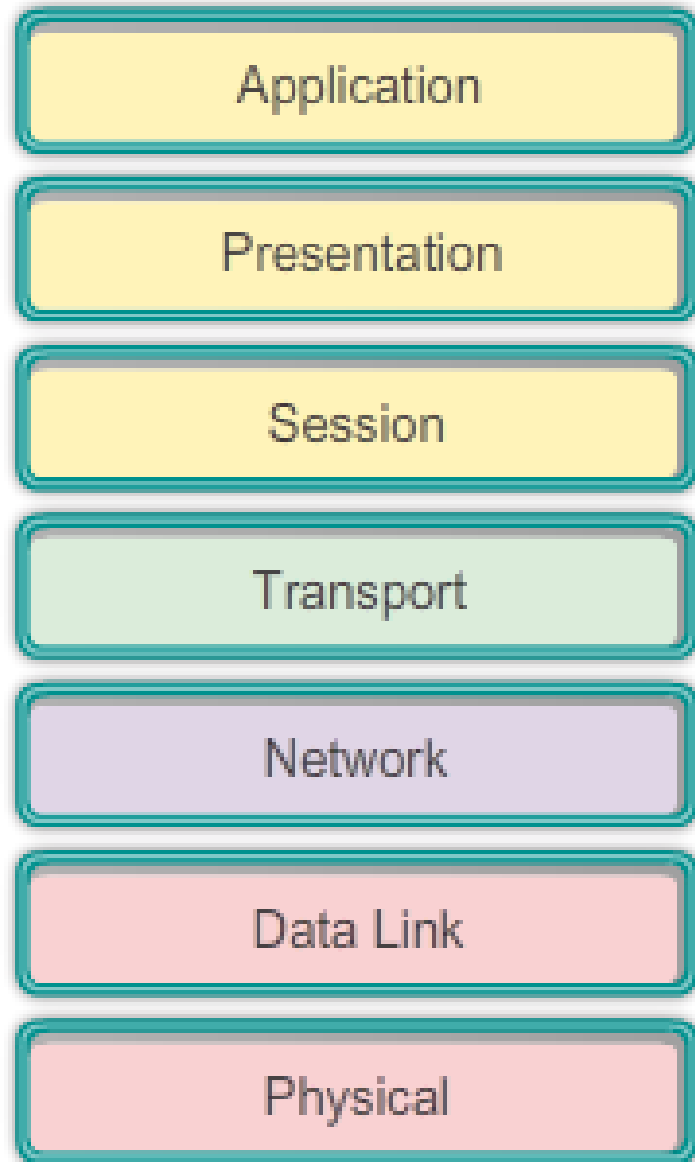 Application
Presentation
Session
Transport
Network
Data Link
Physical